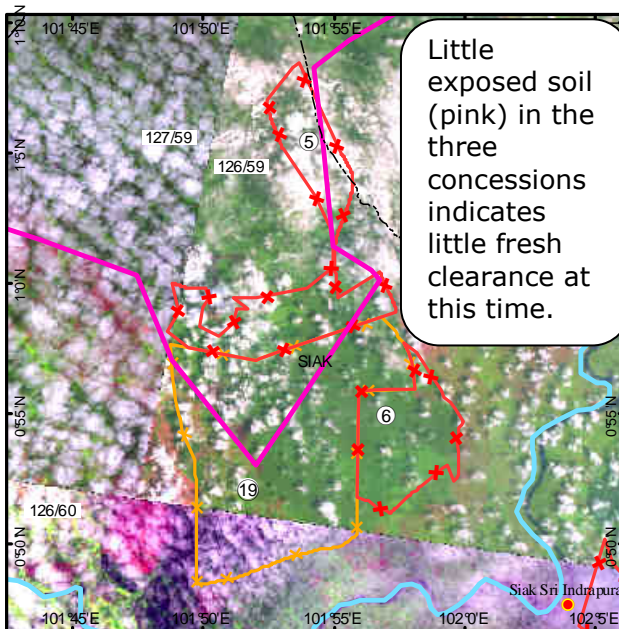 101°45'E 101°50'E 101°55'E
1°10'N
Little
exposed soil
(pink) in the
three
concessions
indicates
little fresh
clearance at
this time.
127/59
126/59
5
1°5'N
1°0'N
1°0'N
SIAK
0°55'N
0°55'N
6
19
126/60
0°50'N
0°50'N
Siak Sri Indrapura
101°45'E 101°50'E 101°55'E 102°0'E 102°5'E